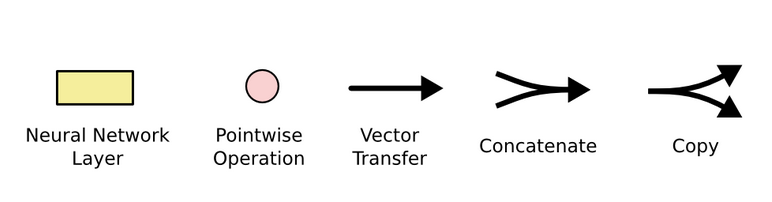 Neural Network
Layer
Pointwise
Operation
Vector
Transfer
Concatenate
Copy